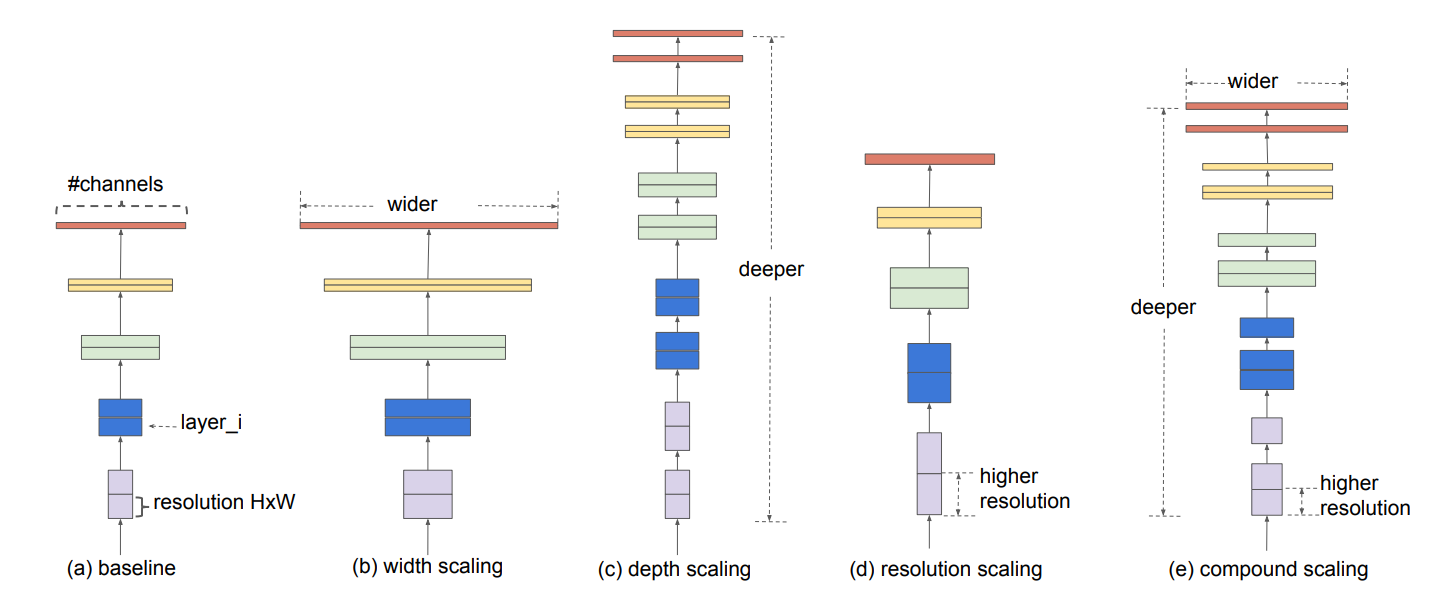 #channels
layer_i
resolution HxW
(a) baseline
wider
(b) width scaling
deeper
(c) depth scaling
higher
resolution
(d) resolution scaling
wider
deeper
higher
resolution
(e) compound scaling